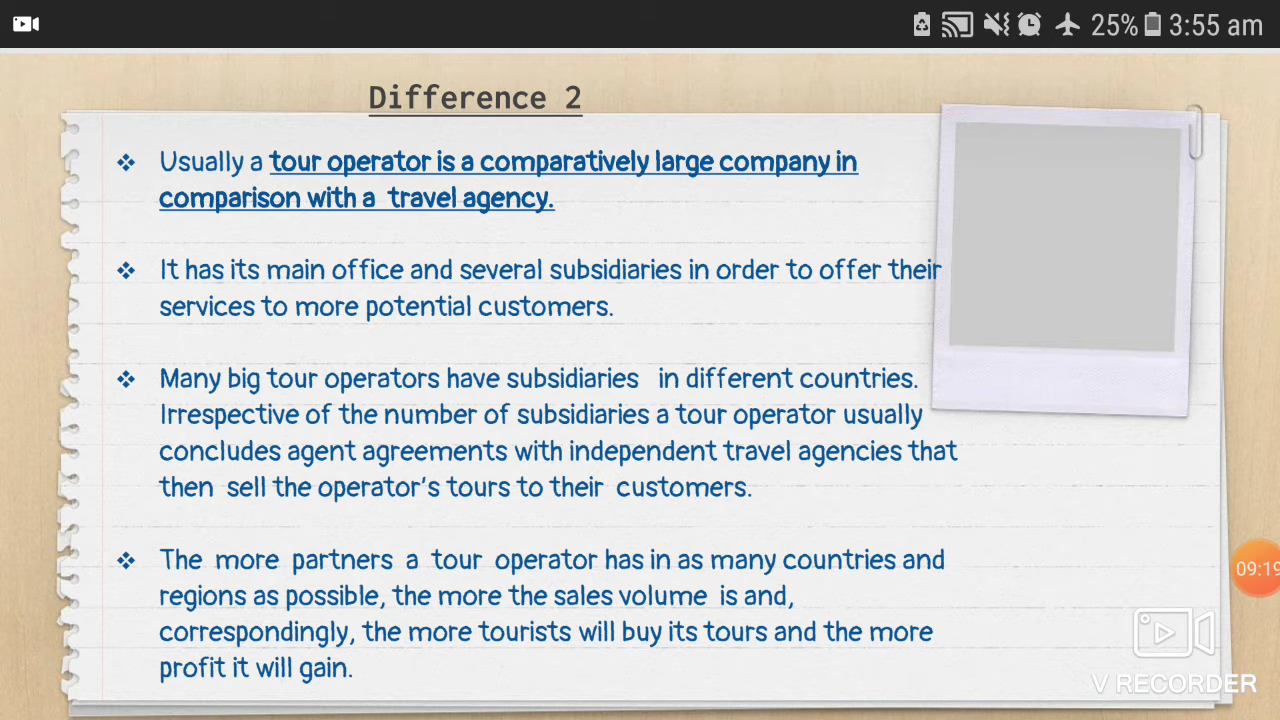 25% 3:55 am
Difference 2
❖ Usually a tour operator is a comparatively large company in
comparison with a travel agency.
❖ It has its main office and several subsidiaries in order to offer their
services to more potential customers.
❖ Many big tour operators have subsidiaries in different countries.
Irrespective of the number of subsidiaries a tour operator usually
concludes agent agreements with independent travel agencies that
then sell the operator's tours to their customers.
❖ The more partners a tour operator has in as many countries and
regions as possible, the more the sales volume is and,
correspondingly, the more tourists will buy its tours and the more
profit it will gain.
09:19
V RECORDER